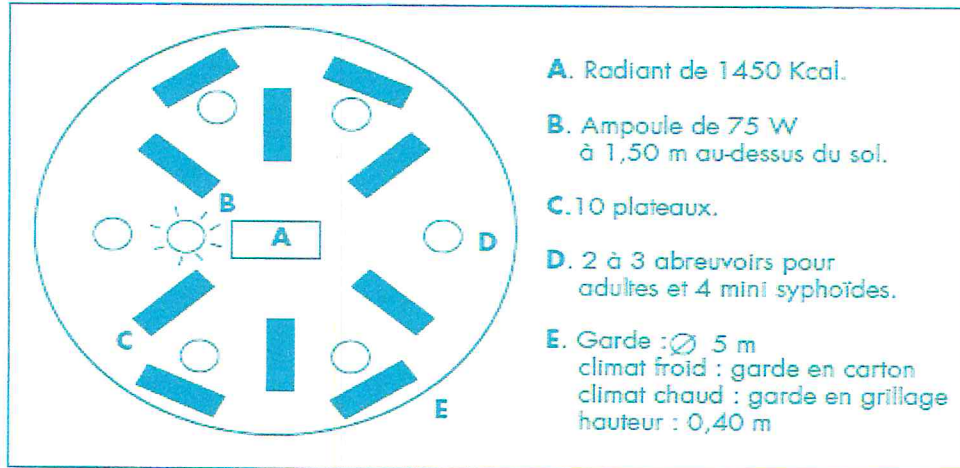 A. Radiant de 1450 Kcal.
B. Ampoule de 75 W
à 1,50 m au-dessus du sol.
C.10 plateaux.
D. 2 à 3 abreuvoirs pour
adultes et 4 mini syphoïdes.
E. Garde :∅ 5 m
climat froid : garde en carton
climat chaud : garde en grillage
hauteur : 0,40 m
B
A
D
C
E